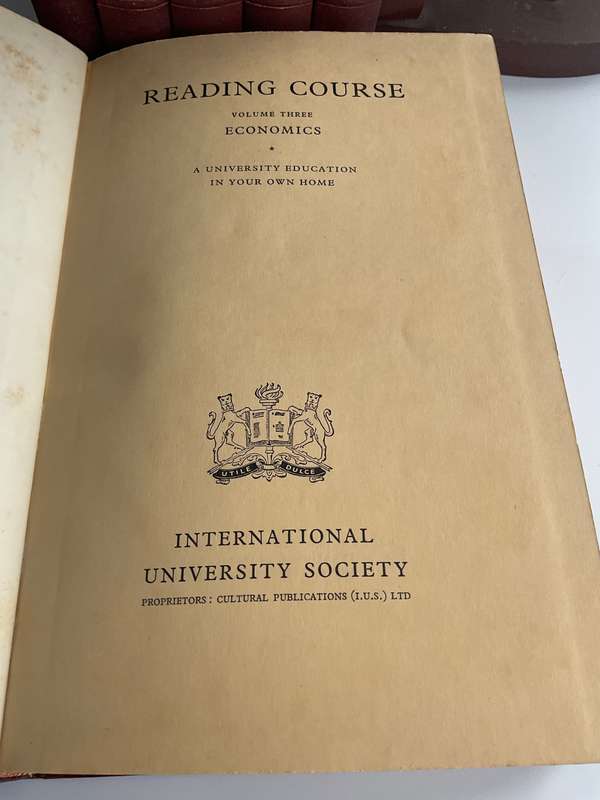 READING COURSE
VOLUME THREE
ECONOMICS
A UNIVERSITY EDUCATION
IN YOUR OWN HOME
UTILE DULCE
INTERNATIONAL
UNIVERSITY SOCIETY
PROPRIETORS: CULTURAL PUBLICATIONS (I.U.S.) LTD